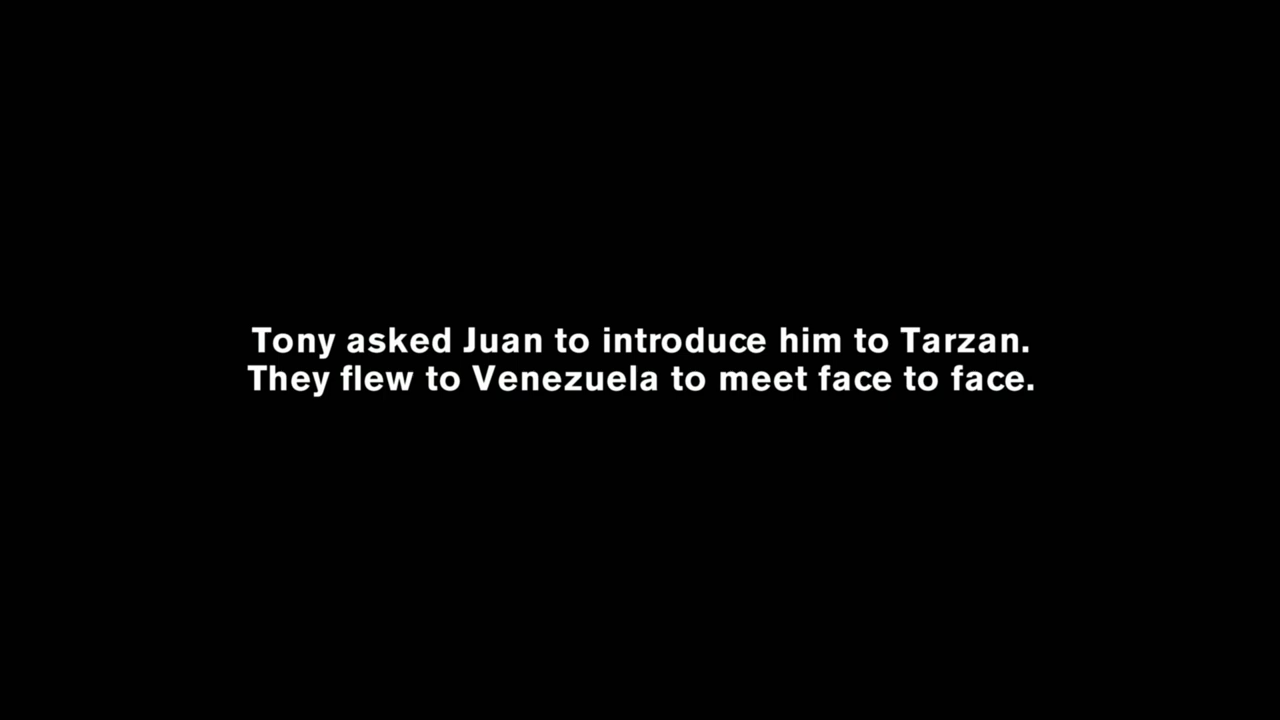 Tony asked Juan to introduce him to Tarzan.
They flew to Venezuela to meet face to face.